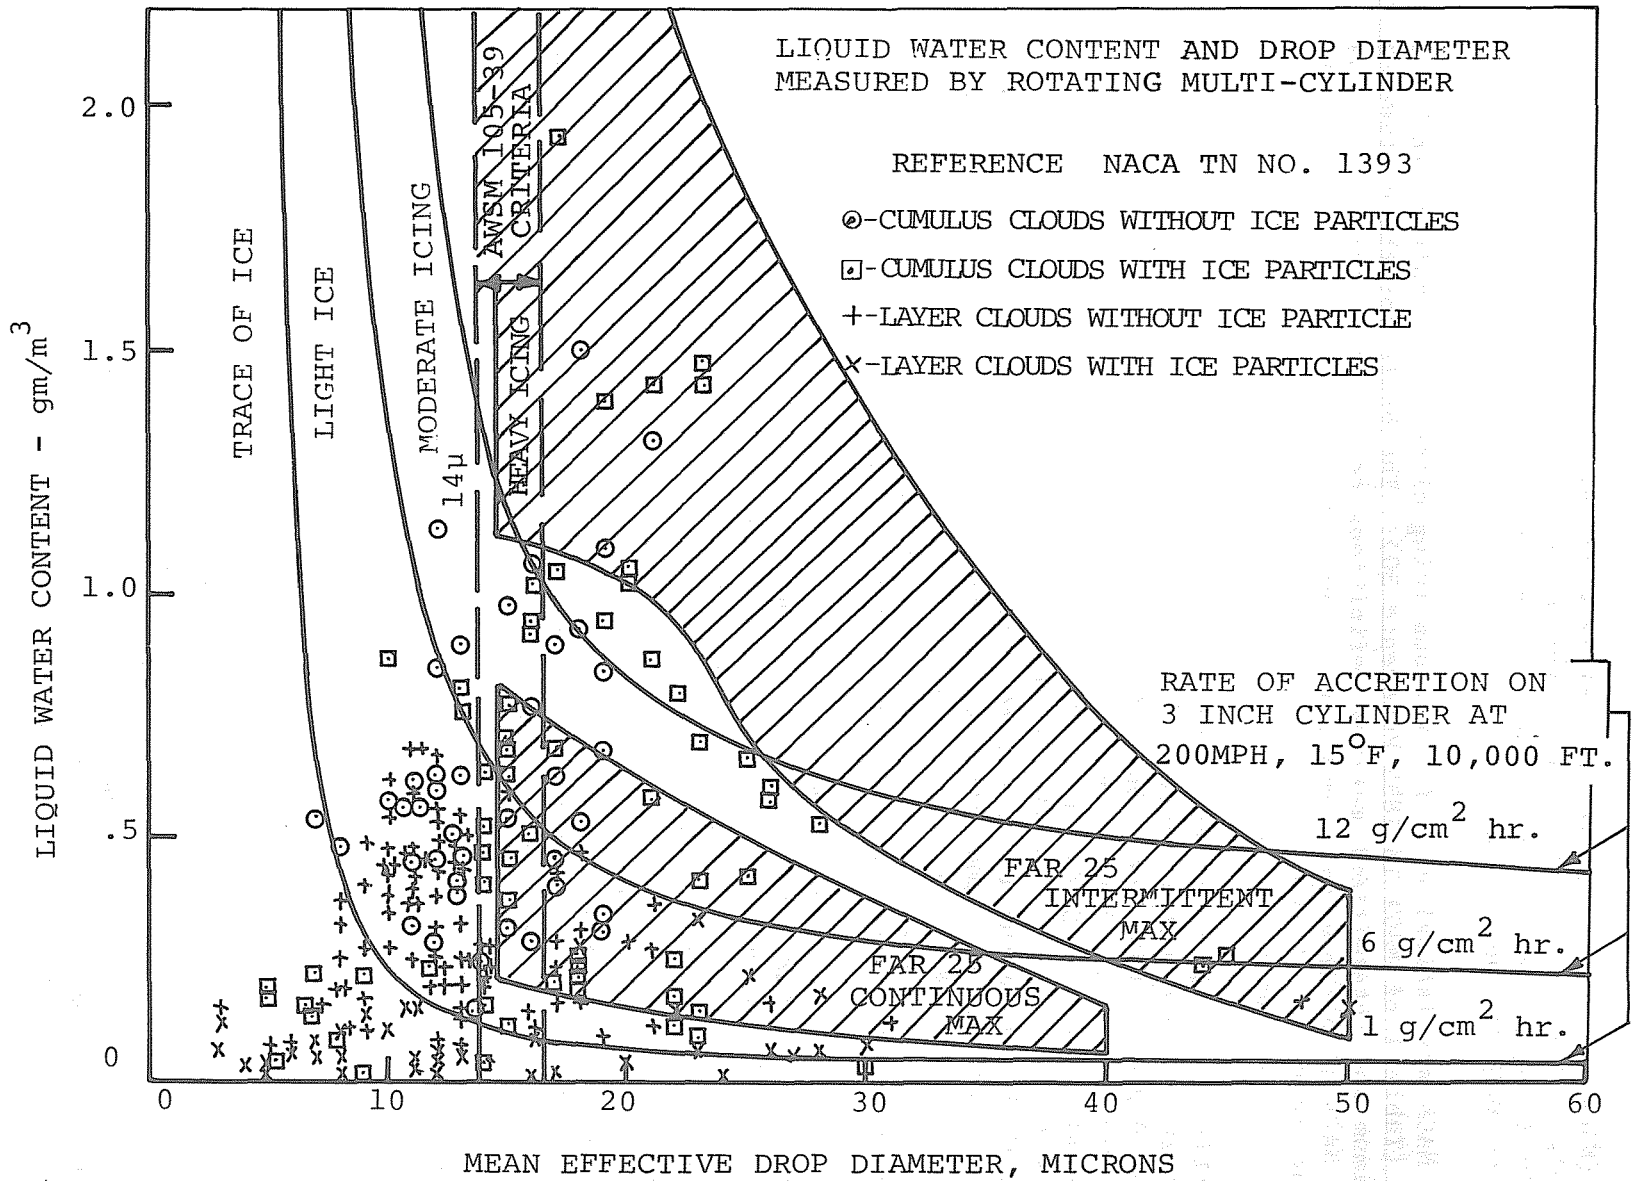 LIQUID WATER CONTENT AND DROP DIAMETER
MEASURED BY ROTATING MULTI-CYLINDER
REFERENCE NACA TN NO. 1393
⊙-CUMULUS CLOUDS WITHOUT ICE PARTICLES
⊡-CUMULUS CLOUDS WITH ICE PARTICLES
+-LAYER CLOUDS WITHOUT ICE PARTICLE
x-LAYER CLOUDS WITH ICE PARTICLES
LIQUID WATER CONTENT - gm/m³
2.0
1.5
1.0
.5
0
TRACE OF ICE
LIGHT ICE
MODERATE ICING
14μ
AWSM 105-39
CRITERIA
HEAVY ICING
RATE OF ACCRETION ON
3 INCH CYLINDER AT
200MPH, 15°F, 10,000 FT.
12 g/cm² hr.
FAR 25
INTERMITTENT
MAX
6 g/cm² hr.
FAR 25
CONTINUOUS
MAX
1 g/cm² hr.
0 10 20 30 40 50 60
MEAN EFFECTIVE DROP DIAMETER, MICRONS